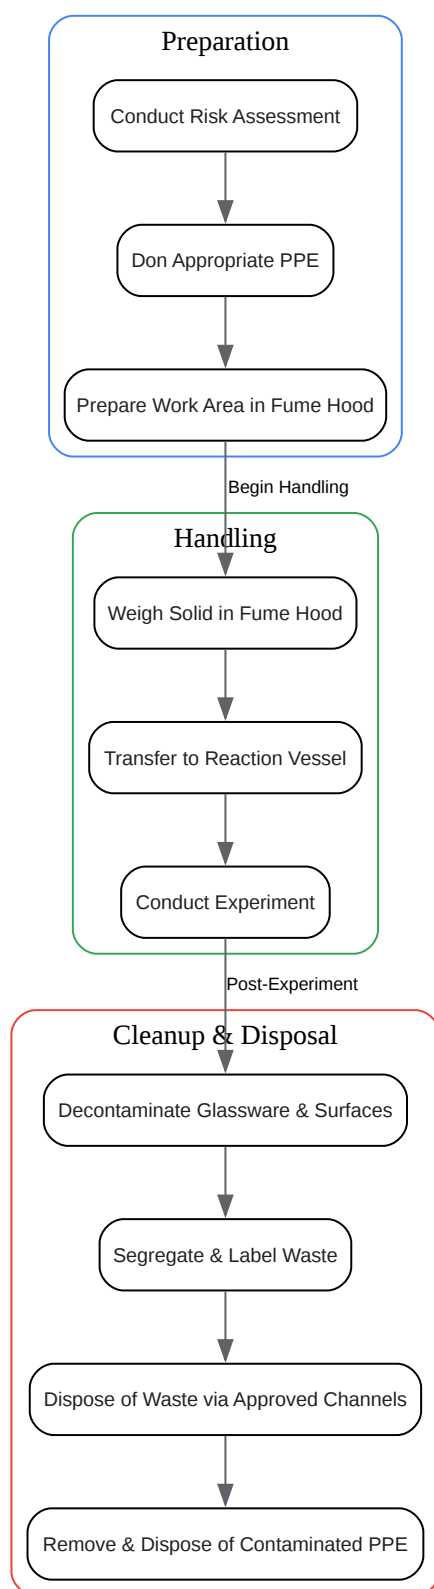 Preparation
Conduct Risk Assessment
Don Appropriate PPE
Prepare Work Area in Fume Hood
Begin Handling
Handling
Weigh Solid in Fume Hood
Transfer to Reaction Vessel
Conduct Experiment
Post-Experiment
Cleanup & Disposal
Decontaminate Glassware & Surfaces
Segregate & Label Waste
Dispose of Waste via Approved Channels
Remove & Dispose of Contaminated PPE